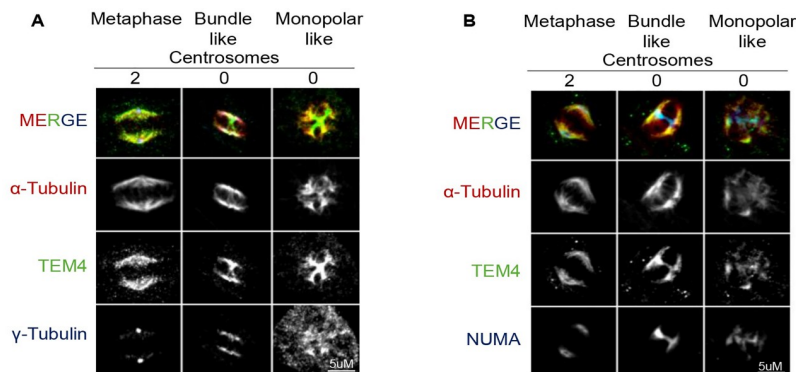 A
Metaphase Bundle like Monopolar like
Centrosomes
2 0 0
MERGE
α-Tubulin
TEM4
γ-Tubulin
5uM
B
Metaphase Bundle like Monopolar like
Centrosomes
2 0 0
MERGE
α-Tubulin
TEM4
NUMA
5uM